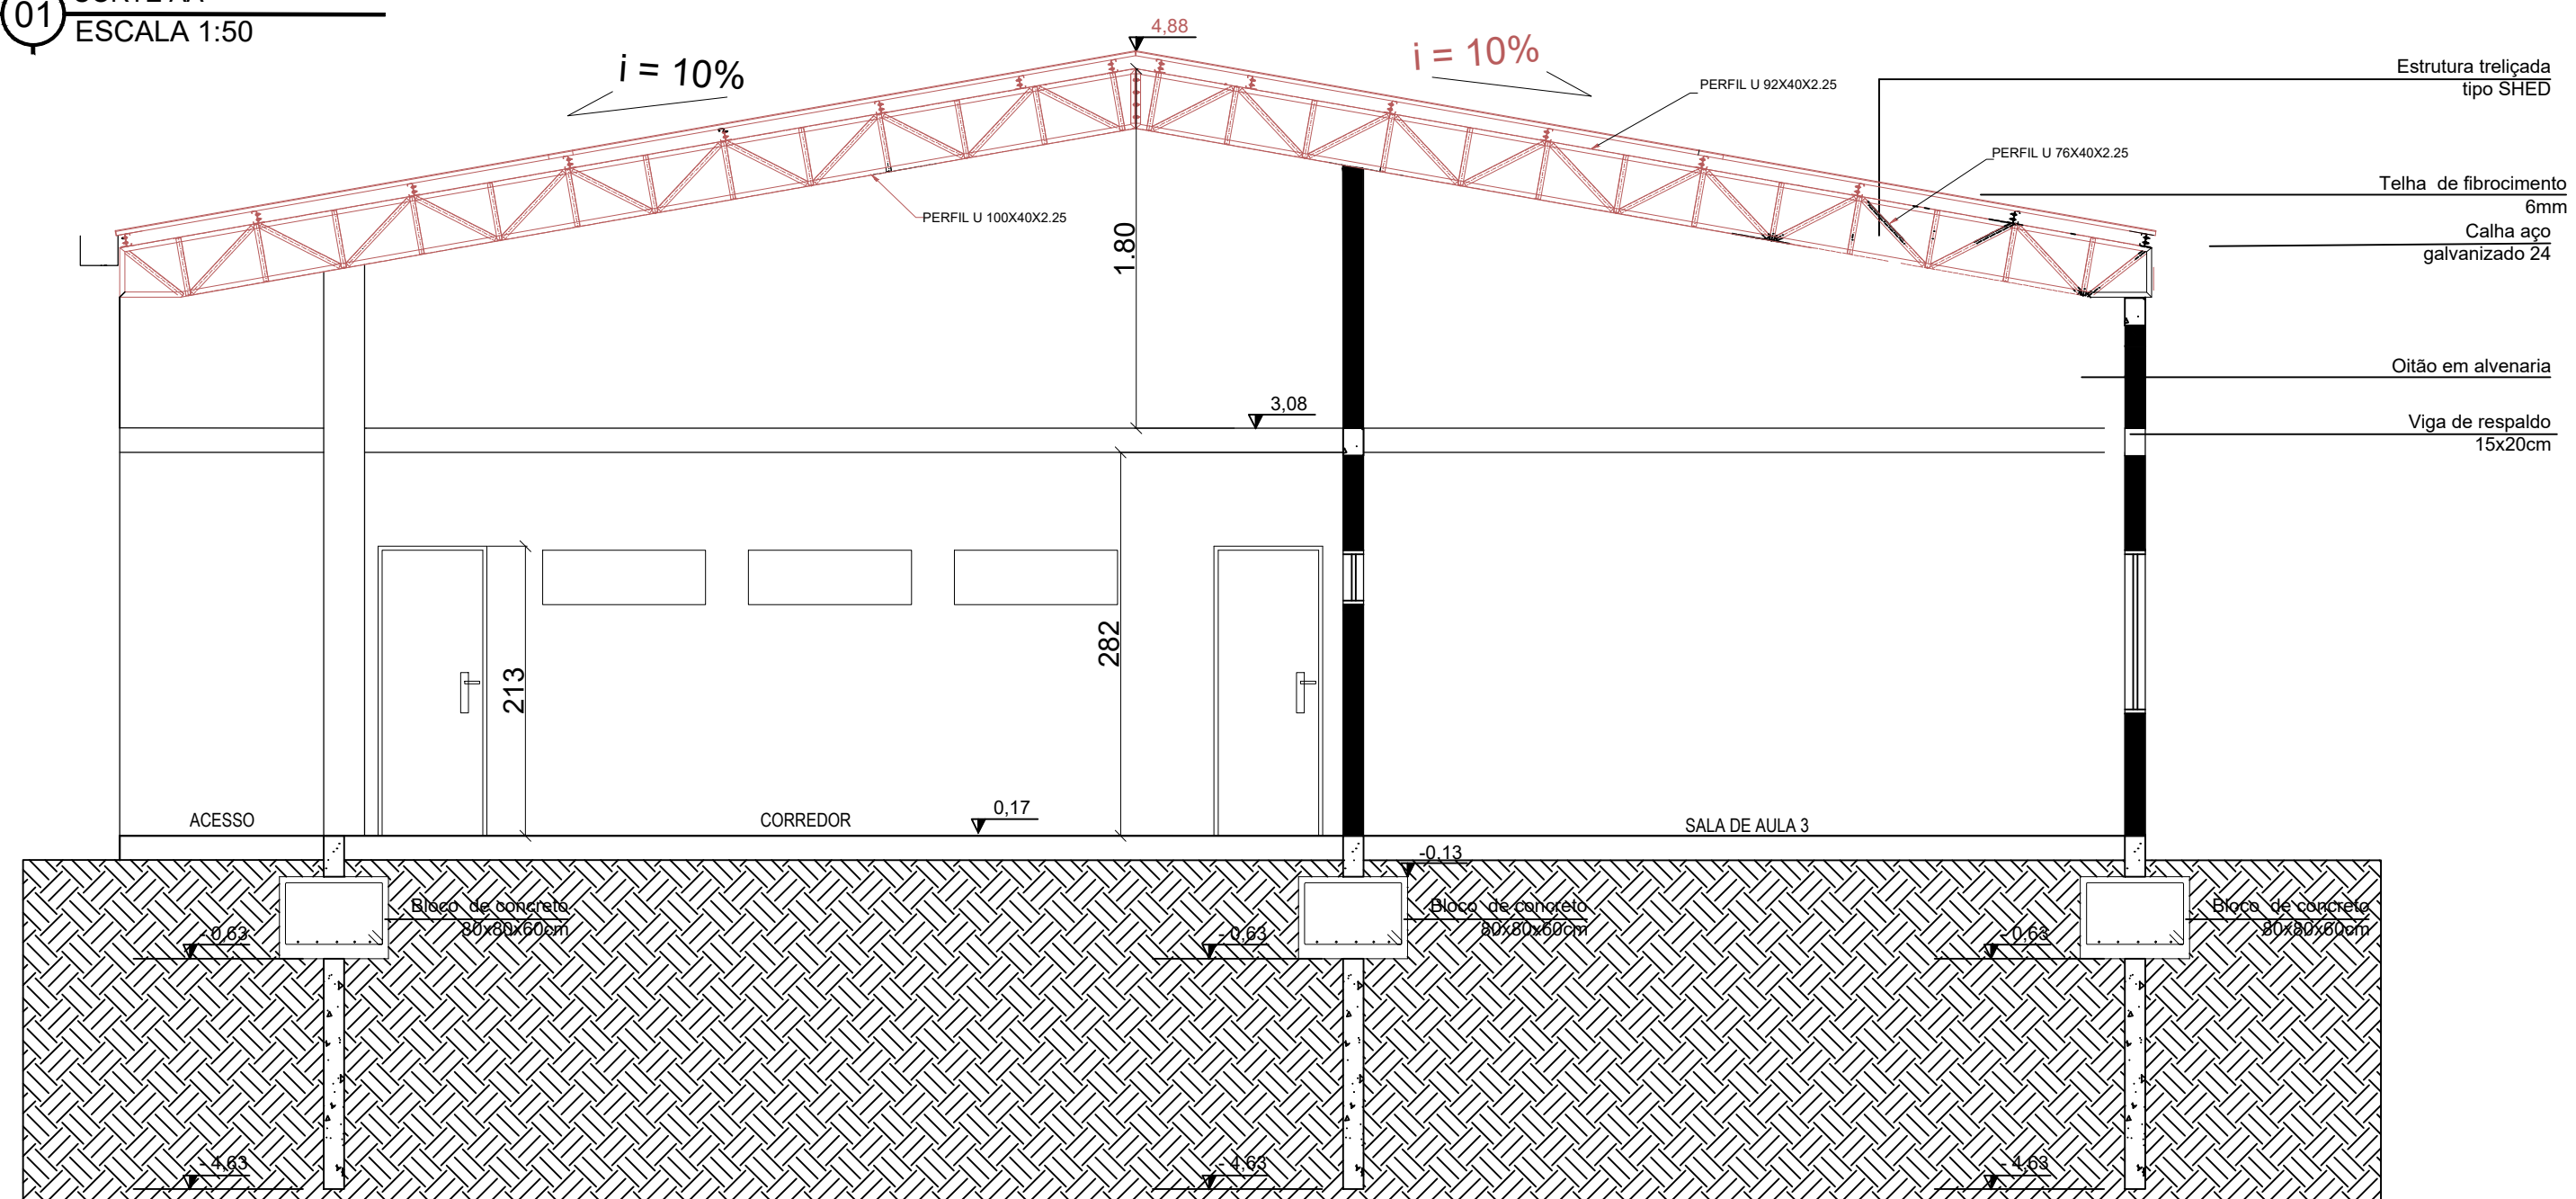 01
ESCALA 1:50
4,88
i = 10%
i = 10%
PERFIL U 92X40X2.25
Estrutura treliçada
tipo SHED
PERFIL U 76X40X2.25
Telha de fibrocimento
6mm
PERFIL U 100X40X2.25
Calha aço
galvanizado 24
1.80
Oitão em alvenaria
3,08
Viga de respaldo
15x20cm
282
213
ACESSO
CORREDOR
0,17
SALA DE AULA 3
-0,13
Bloco de concreto
80x80x60cm
Bloco de concreto
80x80x60cm
Bloco de concreto
80x80x60cm
- 0,63
- 0,63
- 0,63
- 4,63
- 4,63
- 4,63